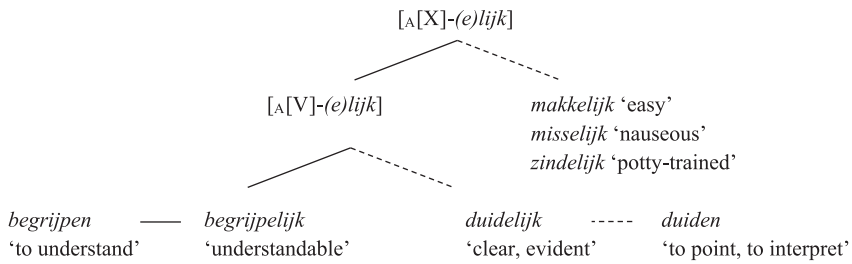 [A[X]-(e)lijk]
[A[V]-(e)lijk]
makkelijk ‘easy’
misselijk ‘nauseous’
zindelijk ‘potty-trained’
begrijpen begrijpelijk duidelijk duiden
‘to understand’ ‘understandable’ ‘clear, evident’ ‘to point, to interpret’